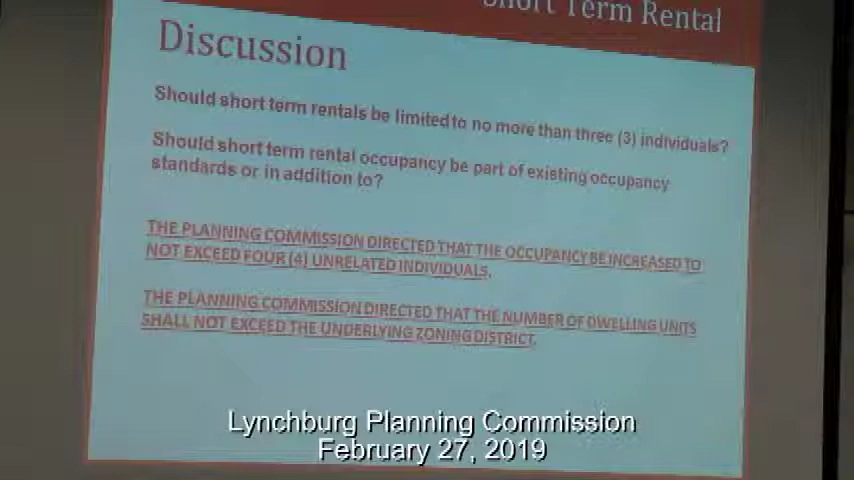 Short Term Rental
Discussion
Should short term rentals be limited to no more than three (3) individuals?
Should short term rental occupancy be part of existing occupancy
standards or in addition to?
THE PLANNING COMMISSION DIRECTED THAT THE OCCUPANCY BE INCREASED TO
NOT EXCEED FOUR (4) UNRELATED INDIVIDUALS.
THE PLANNING COMMISSION DIRECTED THAT THE NUMBER OF DWELLING UNITS
SHALL NOT EXCEED THE UNDERLYING ZONING DISTRICT.
Lynchburg Planning Commission
February 27, 2019